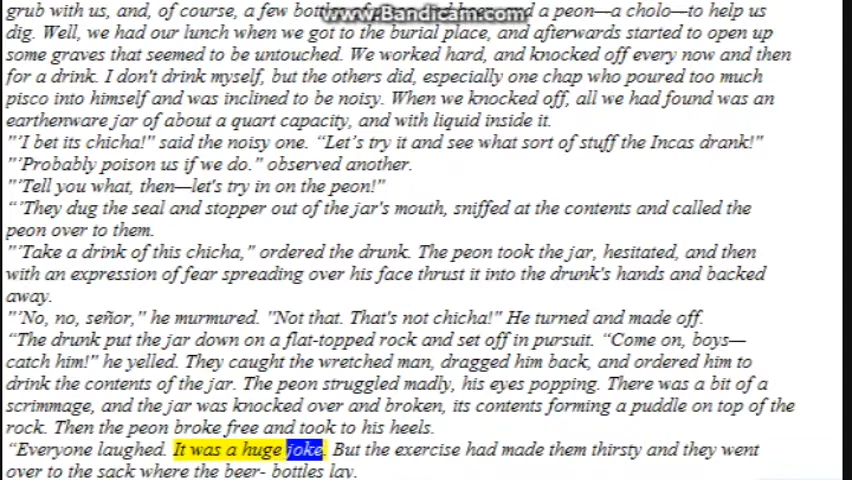 grub with us, and, of course, a few bottles
www.Bandicam.com
and a peon—a cholo—to help us
dig. Well, we had our lunch when we got to the burial place, and afterwards started to open up
some graves that seemed to be untouched. We worked hard, and knocked off every now and then
for a drink. I don't drink myself, but the others did, especially one chap who poured too much
pisco into himself and was inclined to be noisy. When we knocked off, all we had found was an
earthenware jar of about a quart capacity, and with liquid inside it.
"'I bet its chicha!" said the noisy one. “Let’s try it and see what sort of stuff the Incas drank!"
"'Probably poison us if we do.” observed another.
"'Tell you what, then—let's try in on the peon!"
“'They dug the seal and stopper out of the jar's mouth, sniffed at the contents and called the
peon over to them.
"'Take a drink of this chicha,” ordered the drunk. The peon took the jar, hesitated, and then
with an expression of fear spreading over his face thrust it into the drunk's hands and backed
away.
"'No, no, señor,” he murmured. "Not that. That's not chicha!" He turned and made off.
“The drunk put the jar down on a flat-topped rock and set off in pursuit. “Come on, boys—
catch him!" he yelled. They caught the wretched man, dragged him back, and ordered him to
drink the contents of the jar. The peon struggled madly, his eyes popping. There was a bit of a
scrimmage, and the jar was knocked over and broken, its contents forming a puddle on top of the
rock. Then the peon broke free and took to his heels.
“Everyone laughed. It was a huge joke. But the exercise had made them thirsty and they went
over to the sack where the beer- bottles lay.